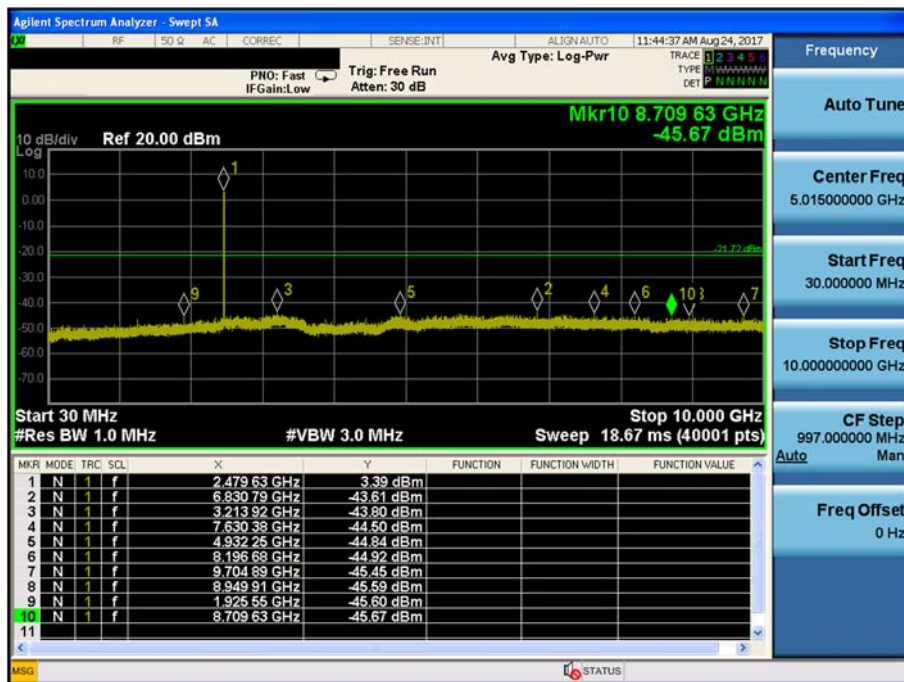 Agilent Spectrum Analyzer - Swept SA
RF 50 Ω AC CORREC SENSE:INT ALIGNAUTO 11:44:37 AM Aug 24, 2017
Frequency
Avg Type: Log-Pwr
TRACE 1 2 3 4 5 6
PNO: Fast Trig: Free Run
TYPE M
IFGain:Low Atten: 30 dB
DET P N N N N N
Auto Tune
Mkr10 8.709 63 GHz
-45.67 dBm
10 dB/div Ref 20.00 dBm
Log
10.0
0.00
-10.0
-20.0
-30.0
-40.0
-50.0
-60.0
-70.0
1
-21.72 dBm
9
3
5
2
4
6
10
8
7
Center Freq
5.015000000 GHz
Start Freq
30.000000 MHz
Stop Freq
10.000000000 GHz
Start 30 MHz Stop 10.000 GHz
#Res BW 1.0 MHz #VBW 3.0 MHz Sweep 18.67 ms (40001 pts)
CF Step
997.000000 MHz
Auto Man
Freq Offset
0 Hz
MKR MODE TRC SCL X Y FUNCTION FUNCTION WIDTH FUNCTION VALUE
1 N 1 f 2.479 63 GHz 3.39 dBm
2 N 1 f 6.830 79 GHz -43.61 dBm
3 N 1 f 3.213 92 GHz -43.80 dBm
4 N 1 f 7.630 38 GHz -44.50 dBm
5 N 1 f 4.932 25 GHz -44.84 dBm
6 N 1 f 8.196 68 GHz -44.92 dBm
7 N 1 f 9.704 89 GHz -45.45 dBm
8 N 1 f 8.949 91 GHz -45.59 dBm
9 N 1 f 1.925 55 GHz -45.60 dBm
10 N 1 f 8.709 63 GHz -45.67 dBm
11
MSG STATUS